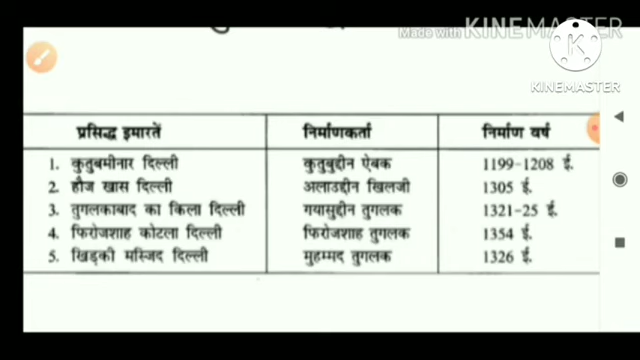 Made with KINEMASTER
KINEMASTER
प्रसिद्ध इमारतें निर्माणकर्ता निर्माण वर्ष
1. कुतुबमीनार दिल्ली कुतुबुद्दीन ऐबक 1199-1208 ई.
2. हौज खास दिल्ली अलाउद्दीन खिलजी 1305 ई.
3. तुगलकाबाद का किला दिल्ली गयासुद्दीन तुगलक 1321-25 ई.
4. फिरोजशाह कोटला दिल्ली फिरोजशाह तुगलक 1354 ई.
5. खिड़की मस्जिद दिल्ली मुहम्मद तुगलक 1326 ई.